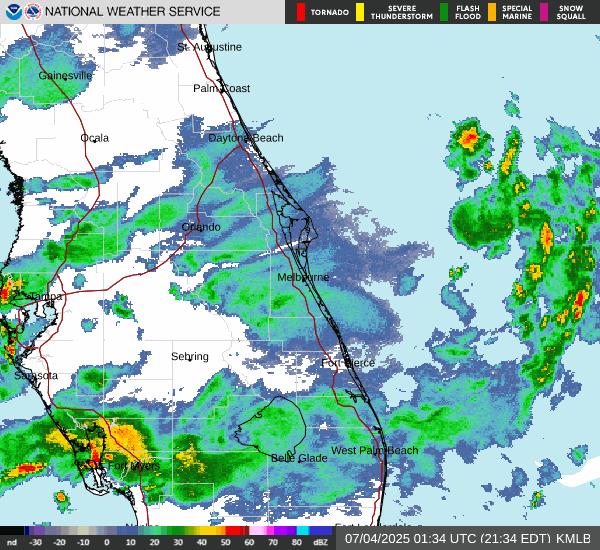 NATIONAL WEATHER SERVICE
TORNADO
SEVERE THUNDERSTORM
FLASH FLOOD
SPECIAL MARINE
SNOW SQUALL
St. Augustine
Gainesville
Palm Coast
Ocala
Daytona Beach
Orlando
Melbourne
Tampa
Sebring
Fort Pierce
Sarasota
West Palm Beach
Belle Glade
Fort Myers
nd -30 -20 -10 0 10 20 30 40 50 60 70 80 dBZ
07/04/2025 01:34 UTC (21:34 EDT) KMLB